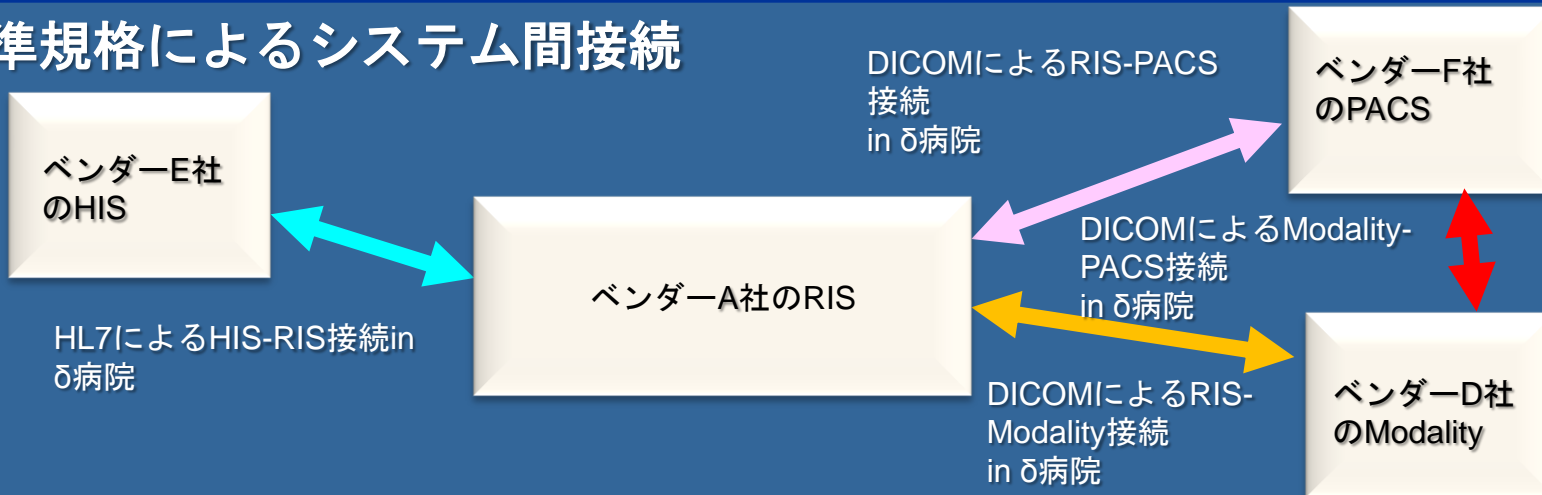 準規格によるシステム間接続
DICOMによるRIS-PACS
接続
in δ病院
ベンダーF社
のPACS
ベンダーE社
のHIS
DICOMによるModality-
PACS接続
in δ病院
ベンダーA社のRIS
HL7によるHIS-RIS接続in
δ病院
DICOMによるRIS-
Modality接続
in δ病院
ベンダーD社
のModality